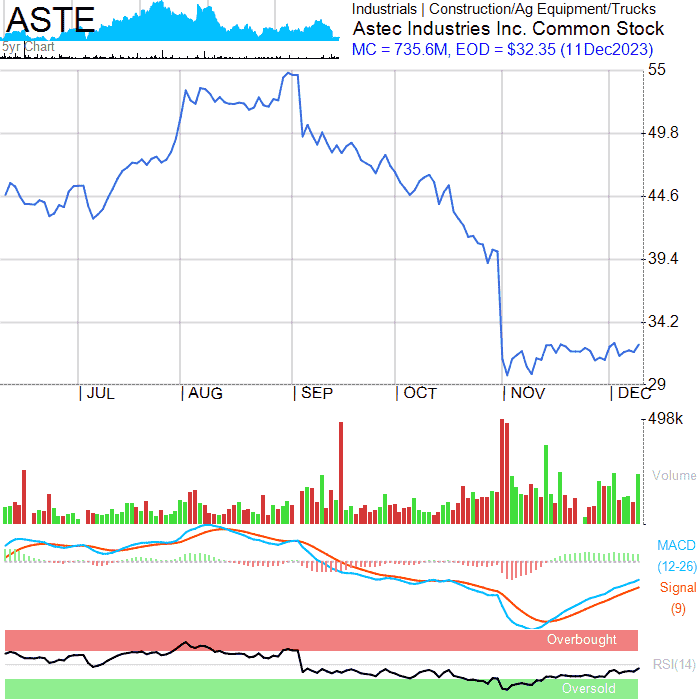 ASTE
5yr Chart
Industrials | Construction/Ag Equipment/Trucks
Astec Industries Inc. Common Stock
MC = 735.6M, EOD = $32.35 (11Dec2023)
55
49.8
44.6
39.4
34.2
29
| JUL | AUG | SEP | OCT | NOV | DEC
498k
Volume
MACD
(12-26)
Signal
(9)
Overbought
RSI(14)
Oversold